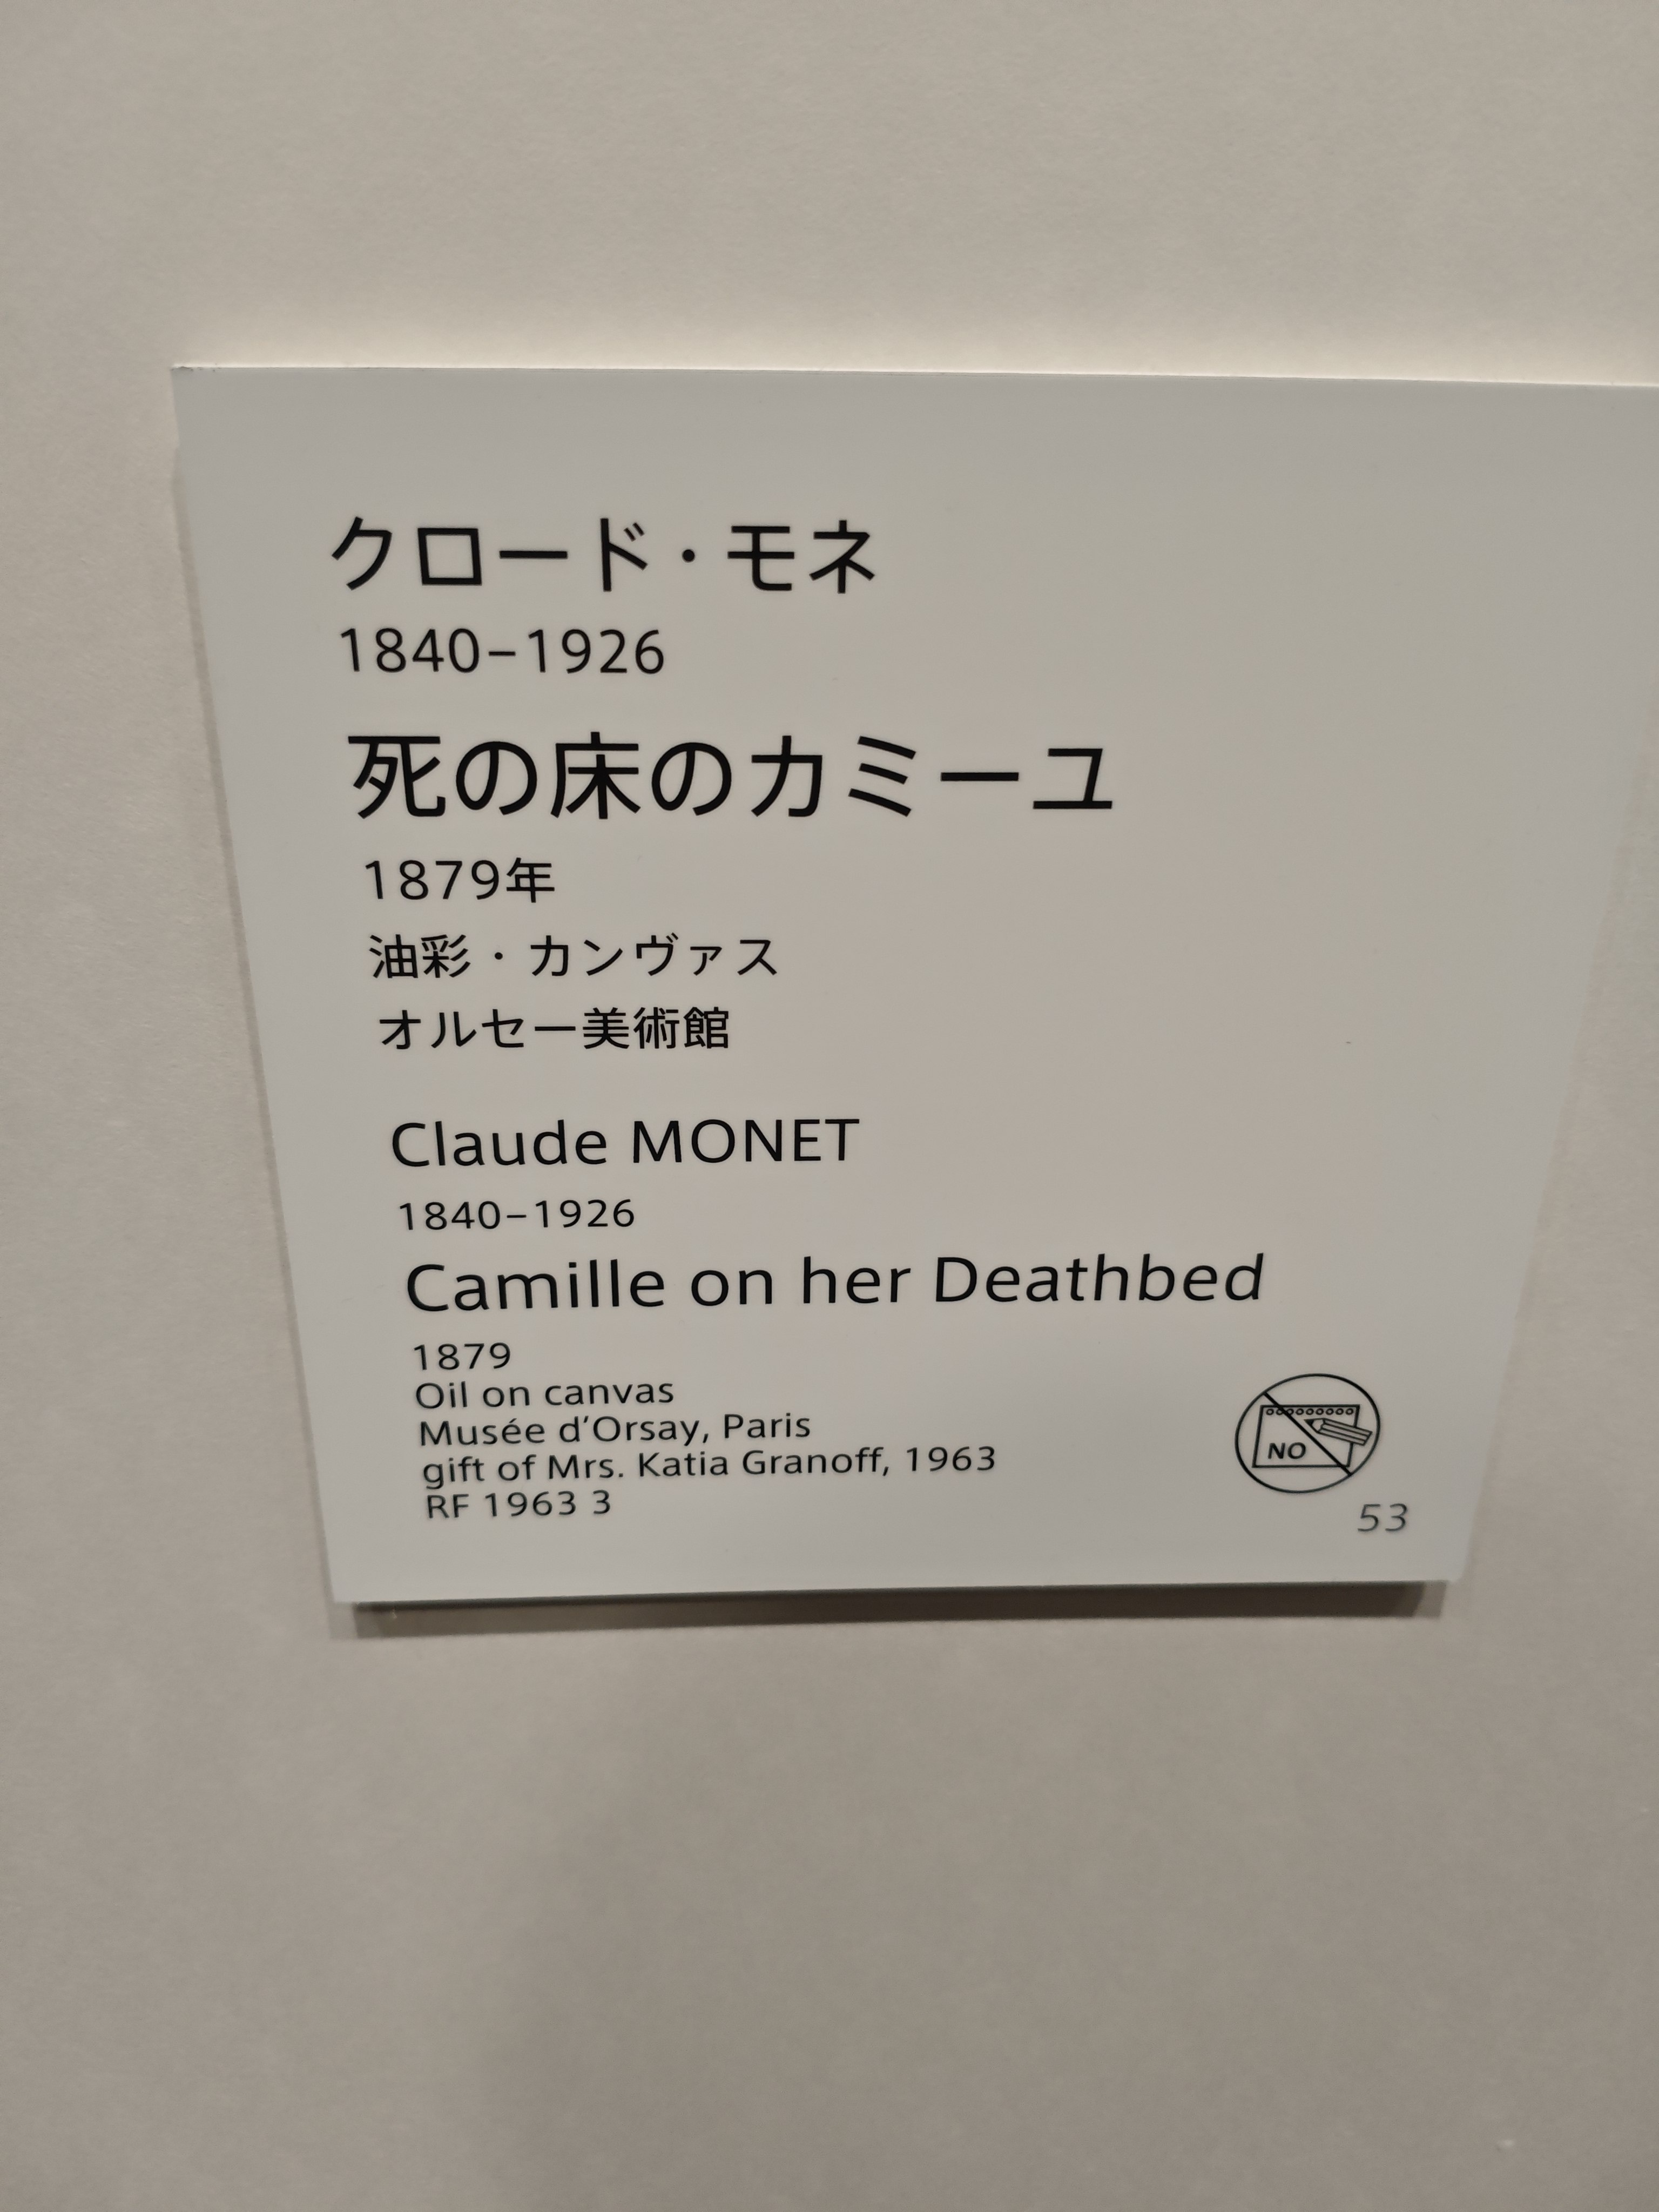 クロード・モネ
1840–1926
死の床のカミーユ
1879年
油彩・カンヴァス
オルセー美術館
Claude MONET
1840–1926
Camille on her Deathbed
1879
Oil on canvas
Musée d’Orsay, Paris
gift of Mrs. Katia Granoff, 1963
RF 1963 3
NO
53